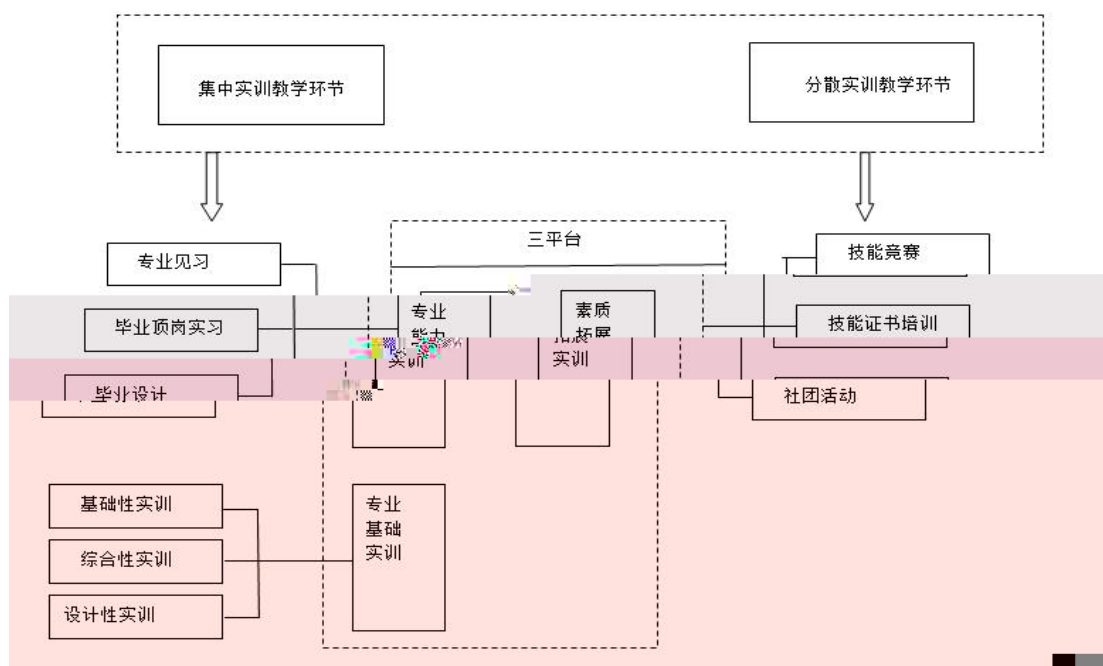 集中实训教学环节
分散实训教学环节
三平台
专业见习
技能竞赛
毕业顶岗实习
专业
能力
实训
素质
拓展
实训
技能证书培训
毕业设计
社团活动
基础性实训
综合性实训
设计性实训
专业
基础
实训